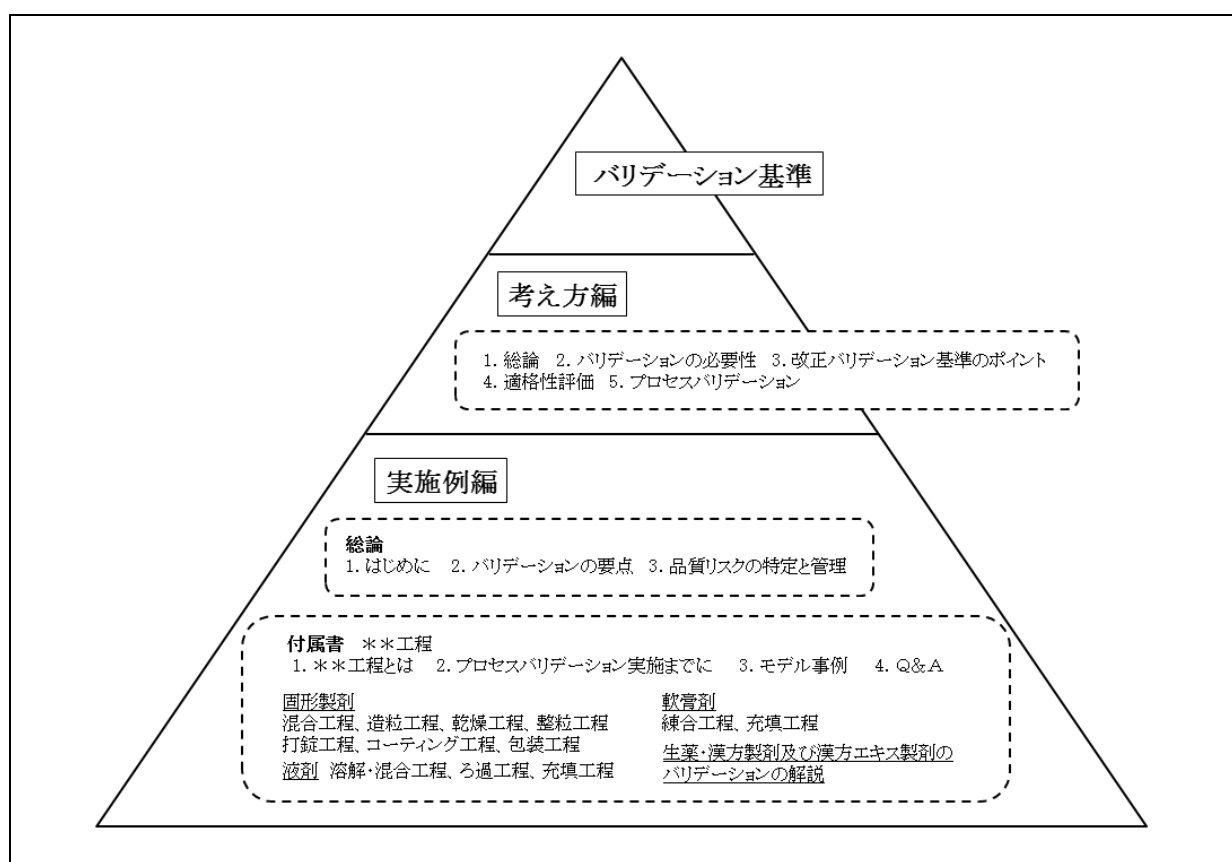 バリデーション基準
考え方編
1. 総論 2. バリデーションの必要性 3. 改正バリデーション基準のポイント
4. 適格性評価 5. プロセスバリデーション
実施例編
総論
1. はじめに 2. バリデーションの要点 3. 品質リスクの特定と管理
付属書 **工程
1. **工程とは 2. プロセスバリデーション実施までに 3. モデル事例 4. Q&A
固形製剤
混合工程、造粒工程、乾燥工程、整粒工程
打錠工程、コーティング工程、包装工程
液剤 溶解・混合工程、ろ過工程、充填工程
軟膏剤
練合工程、充填工程
生薬・漢方製剤及び漢方エキス製剤の
バリデーションの解説